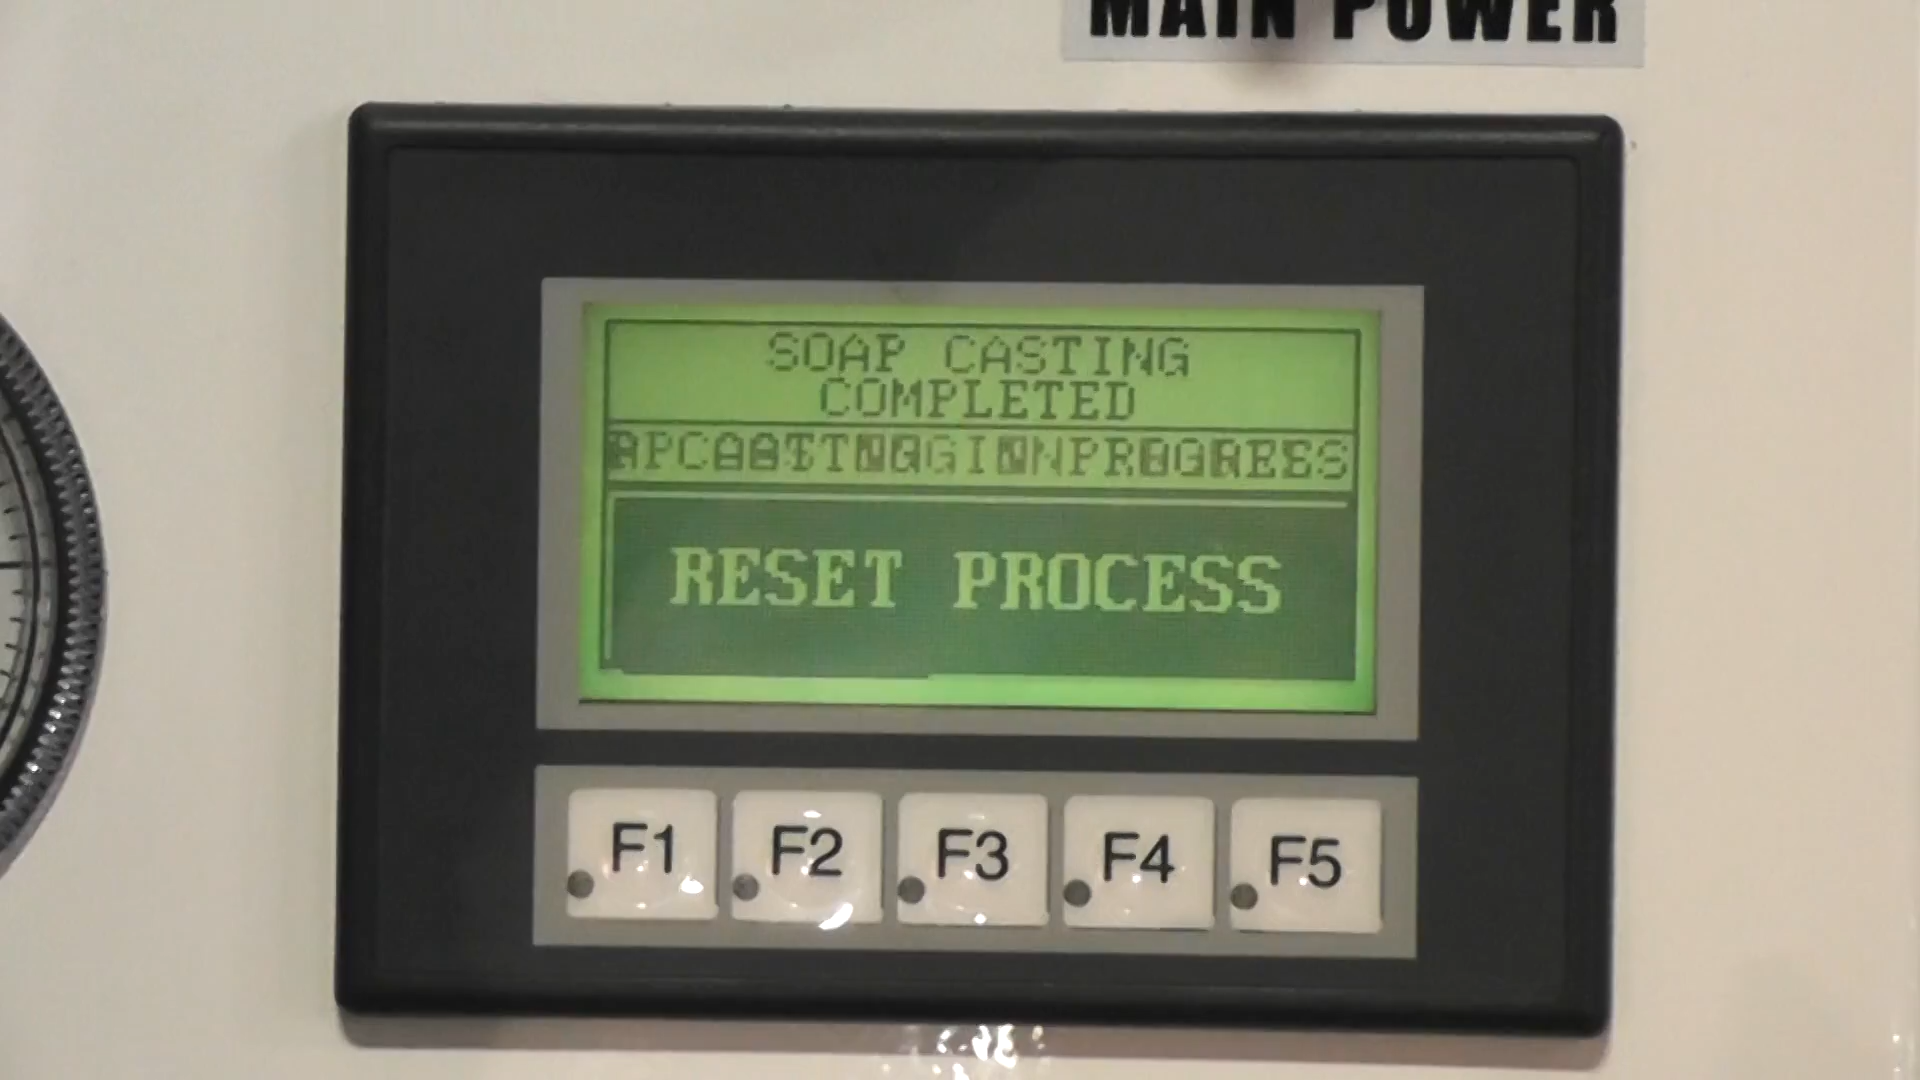 MAIN POWER
SOAP CASTING
COMPLETED
RESET PROCESS
F1 F2 F3 F4 F5